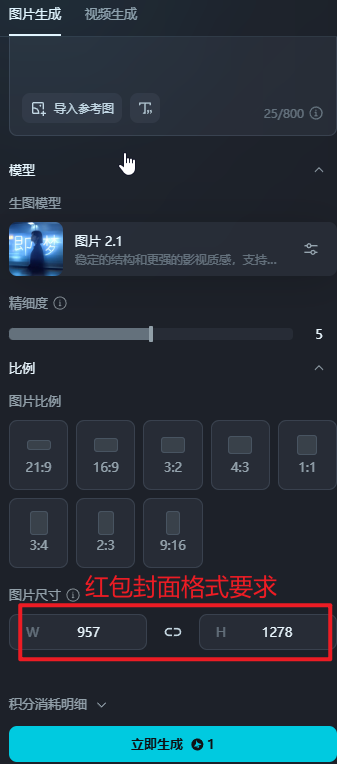 图片生成 视频生成
导入参考图 T
25/800
模型
生图模型
即梦
图片 2.1
稳定的结构和更强的影视质感，支持...
精细度
5
比例
图片比例
21:9 16:9 3:2 4:3 1:1
3:4 2:3 9:16
红包封面格式要求
图片尺寸
W 957 H 1278
积分消耗明细
立即生成 1